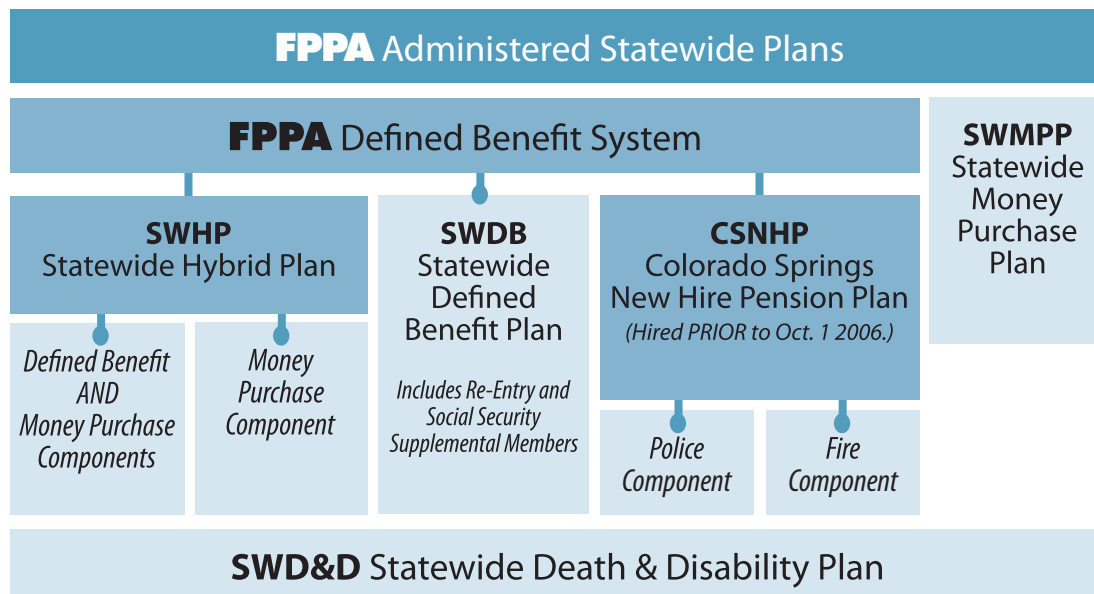 FPPA Administered Statewide Plans
FPPA Defined Benefit System
SWHP
Statewide Hybrid Plan
Defined Benefit
AND
Money Purchase
Components
Money
Purchase
Component
SWDB
Statewide
Defined
Benefit Plan
Includes Re-Entry and
Social Security
Supplemental Members
CSNHP
Colorado Springs
New Hire Pension Plan
(Hired PRIOR to Oct. 1 2006.)
Police
Component
Fire
Component
SWMPP
Statewide
Money
Purchase
Plan
SWD&D Statewide Death & Disability Plan